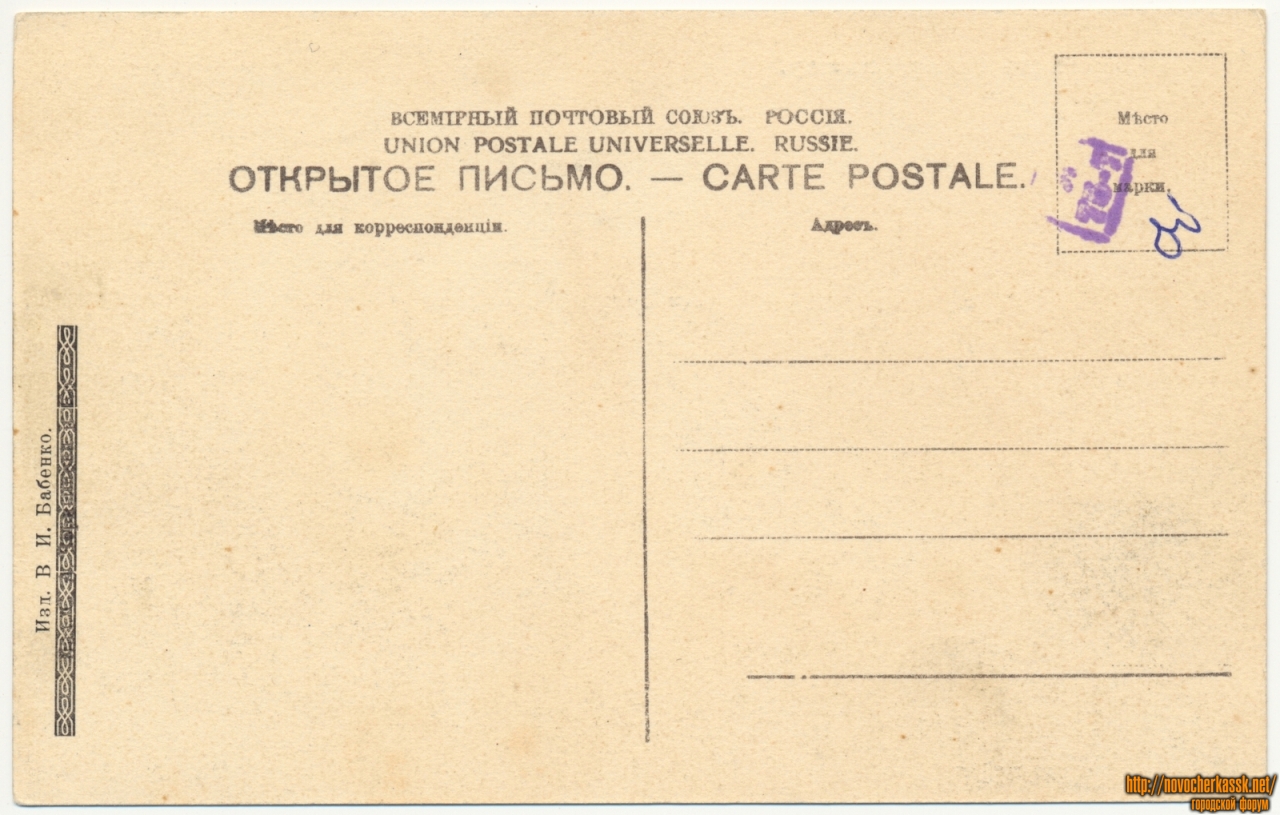 ВСЕМІРНЫЙ ПОЧТОВЫЙ СОЮЗЪ. РОССІЯ.
UNION POSTALE UNIVERSELLE. RUSSIE.
ОТКРЫТОЕ ПИСЬМО. — CARTE POSTALE.
Мѣсто для корреспонденціи.
Адресъ.
Мѣсто
для
марки.
Изд. В И. Бабенко.
http://novocherkassk.net/
городской форум